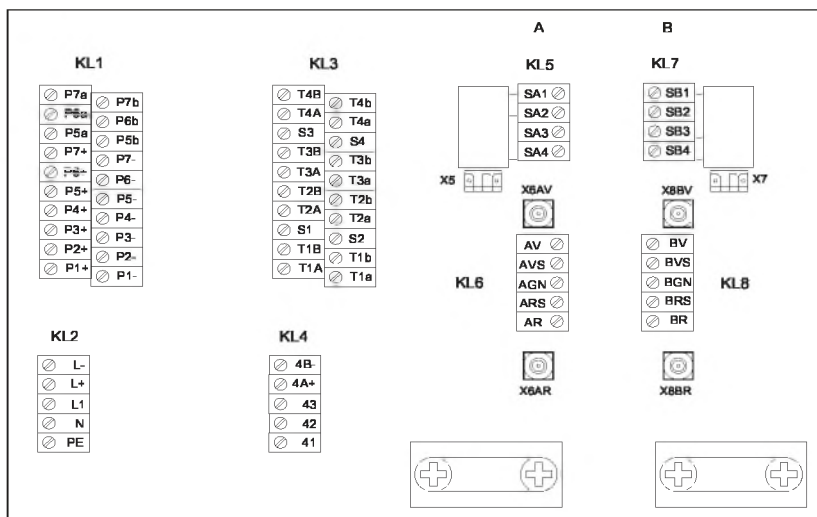 A B
KL1 KL3 KL5 KL7
P7a
P6a
P5a
P7+
P6+
P5+
P4+
P3+
P2+
P1+
P7b
P6b
P5b
P7-
P6-
P5-
P4-
P3-
P2-
P1-
T4B
T4A
S3
T3B
T3A
T2B
T2A
S1
T1B
T1A
T4b
T4a
S4
T3b
T3a
T2b
T2a
S2
T1b
T1a
SA1
SA2
SA3
SA4
SB1
SB2
SB3
SB4
X5 X7
X6AV X8BV
KL6
AV
AVS
AGN
ARS
AR
BV
BVS
BGN
BRS
BR
KL8
X6AR X8BR
KL2 KL4
L-
L+
L1
N
PE
4B-
4A+
43
42
41